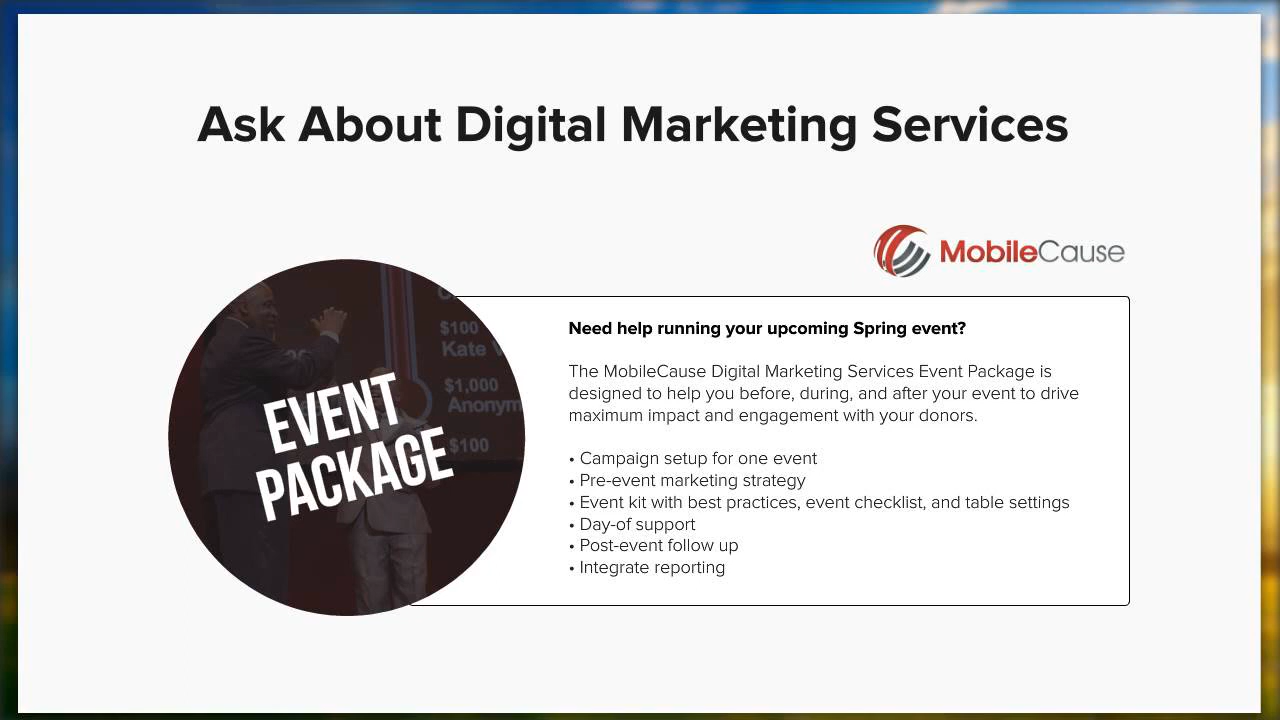 Ask About Digital Marketing Services
MobileCause
$100
Kate
$1,000
$100
EVENT
PACKAGE
Need help running your upcoming Spring event?
The MobileCause Digital Marketing Services Event Package is
designed to help you before, during, and after your event to drive
maximum impact and engagement with your donors.
• Campaign setup for one event
• Pre-event marketing strategy
• Event kit with best practices, event checklist, and table settings
• Day-of support
• Post-event follow up
• Integrate reporting